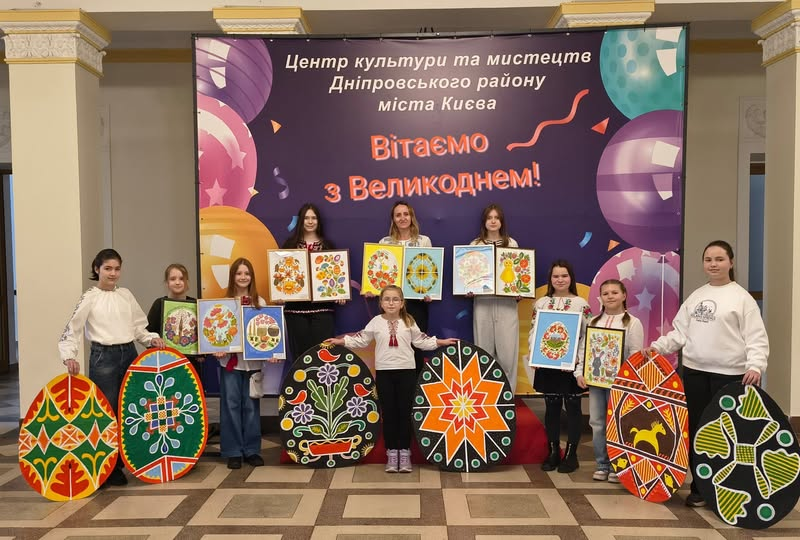 Центр культури та мистецтв
Дніпровського району
міста Києва
Вітаємо
з Великоднем!